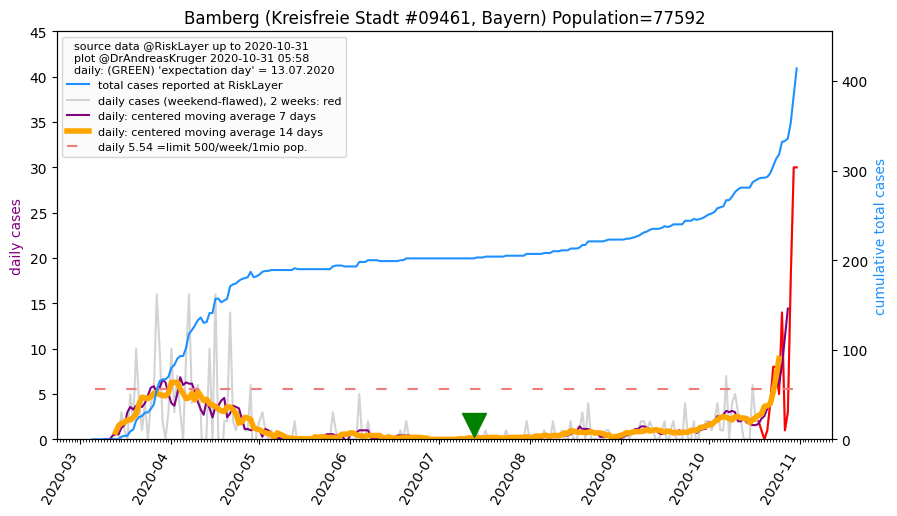 Bamberg (Kreisfreie Stadt #09461, Bayern) Population=77592
source data @RiskLayer up to 2020-10-31
plot @DrAndreasKruger 2020-10-31 05:58
daily: (GREEN) 'expectation day' = 13.07.2020
total cases reported at RiskLayer
daily cases (weekend-flawed), 2 weeks: red
daily: centered moving average 7 days
daily: centered moving average 14 days
daily 5.54 =limit 500/week/1mio pop.
daily cases
45
40
35
30
25
20
15
10
5
0
400
300
200
100
0
cumulative total cases
2020-03
2020-04
2020-05
2020-06
2020-07
2020-08
2020-09
2020-10
2020-11